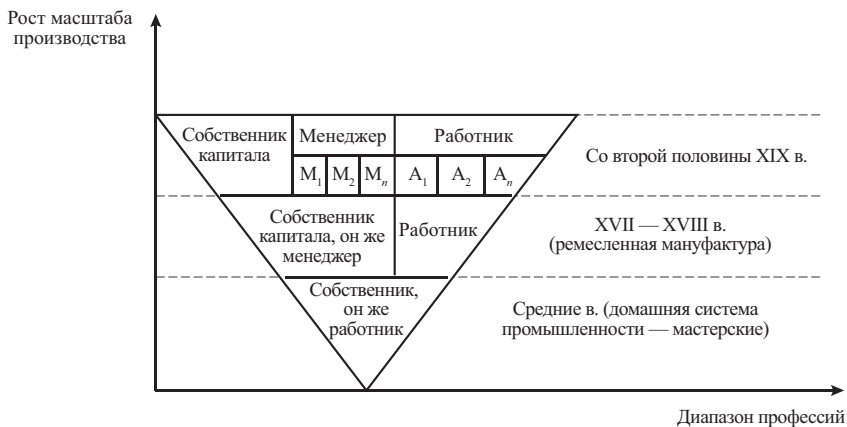 Рост масштаба
производства
Собственник
капитала
Менеджер
Работник
M1 M2 Mn A1 A2 An
Со второй половины XIX в.
Собственник
капитала, он же
менеджер
Работник
XVII — XVIII в.
(ремесленная мануфактура)
Собственник,
он же
работник
Средние в. (домашняя система
промышленности — мастерские)
Диапазон профессий